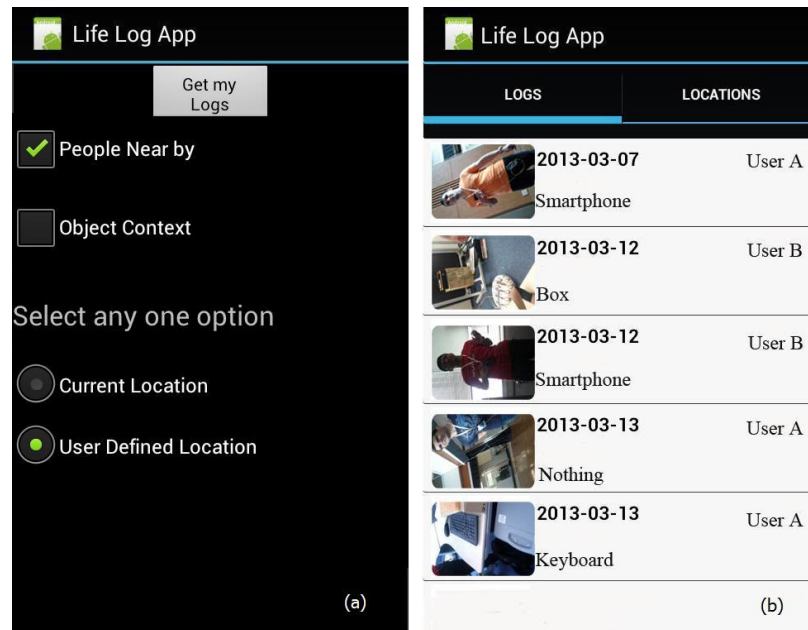 Life Log App
Get my
Logs
People Near by
Object Context
Select any one option
Current Location
User Defined Location
(a)
Life Log App
LOGS LOCATIONS
2013-03-07 User A
Smartphone
2013-03-12 User B
Box
2013-03-12 User B
Smartphone
2013-03-13 User A
Nothing
2013-03-13 User A
Keyboard
(b)